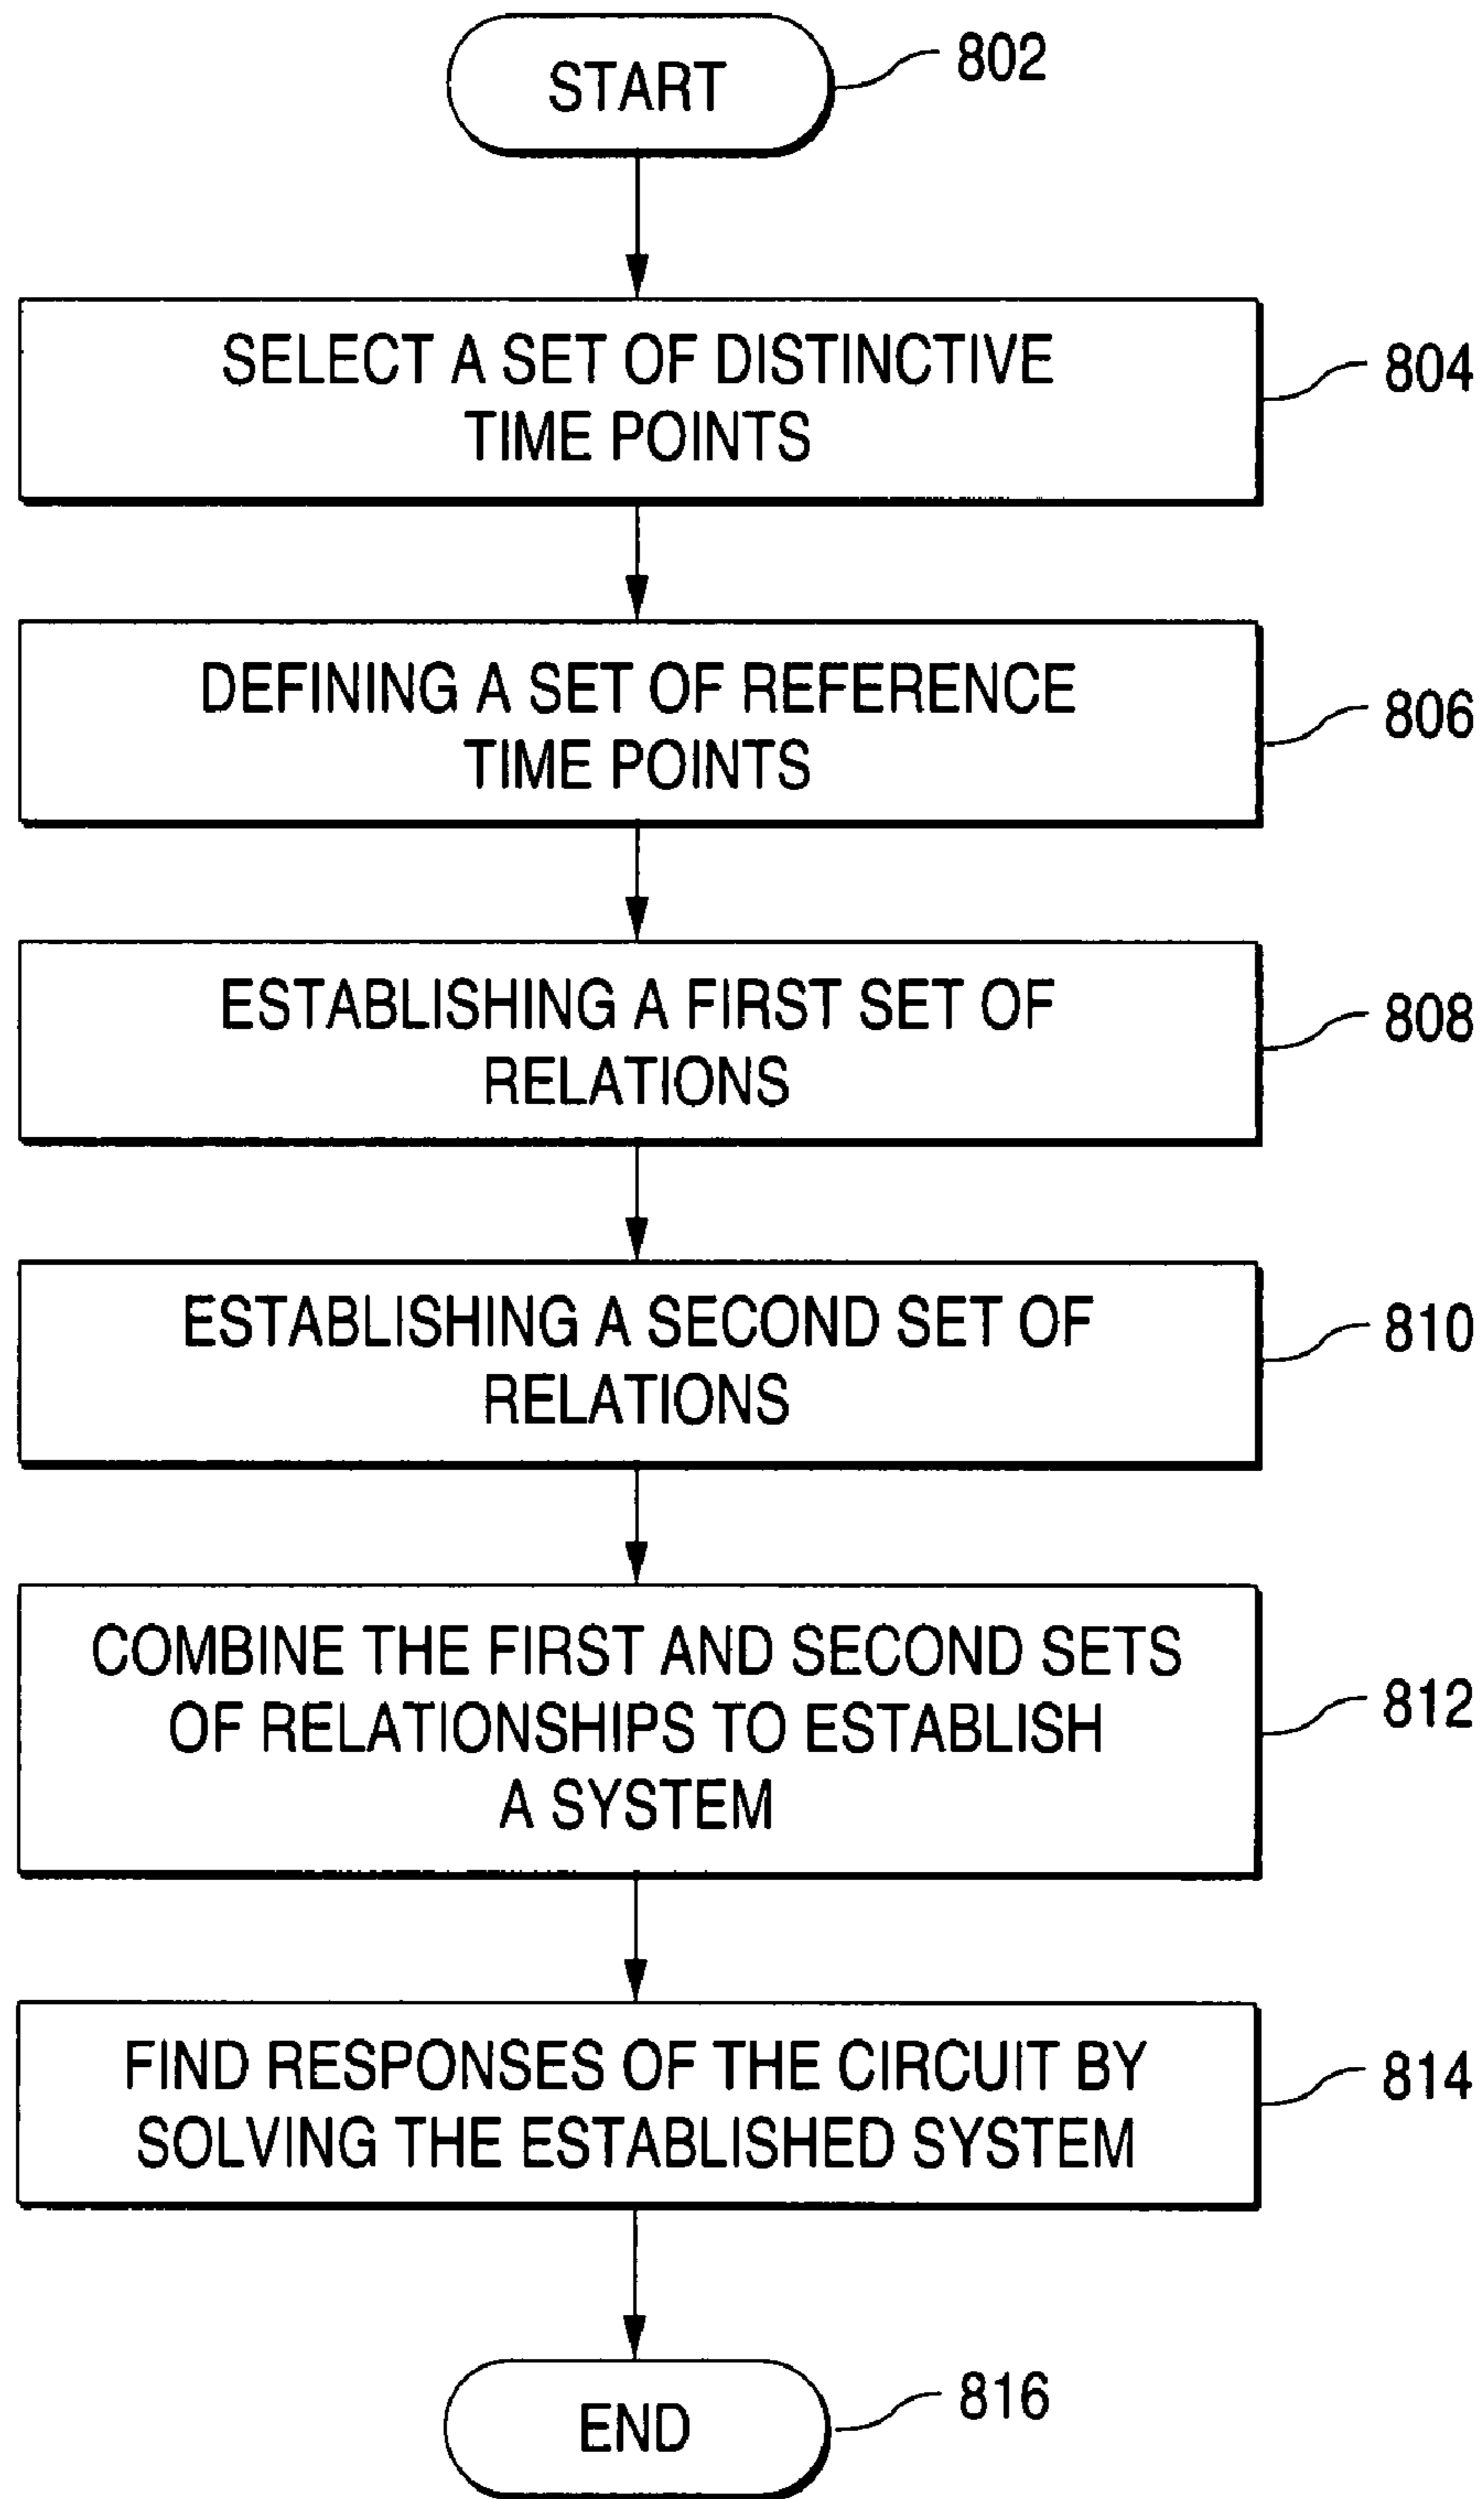 START
802
SELECT A SET OF DISTINCTIVE
TIME POINTS
804
DEFINING A SET OF REFERENCE
TIME POINTS
806
ESTABLISHING A FIRST SET OF
RELATIONS
808
ESTABLISHING A SECOND SET OF
RELATIONS
810
COMBINE THE FIRST AND SECOND SETS
OF RELATIONSHIPS TO ESTABLISH
A SYSTEM
812
FIND RESPONSES OF THE CIRCUIT BY
SOLVING THE ESTABLISHED SYSTEM
814
END
816